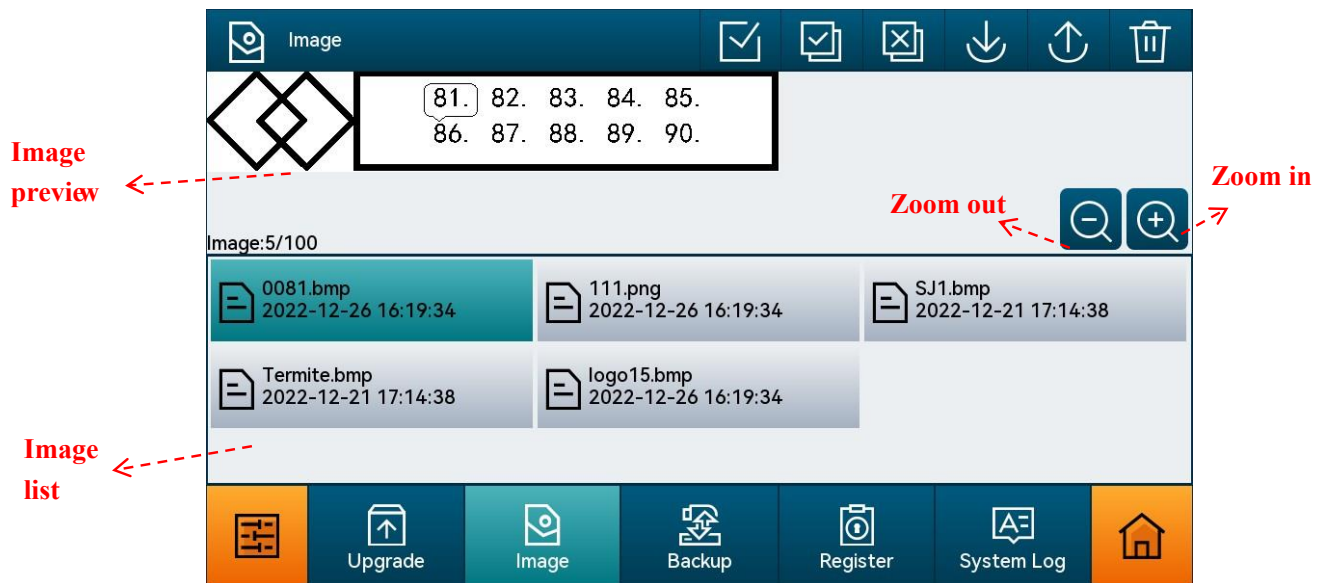 Image
81. 82. 83. 84. 85.
86. 87. 88. 89. 90.
Image
preview
Zoom out
Zoom in
Image:5/100
0081.bmp
2022-12-26 16:19:34
111.png
2022-12-26 16:19:34
SJ1.bmp
2022-12-21 17:14:38
Termite.bmp
2022-12-21 17:14:38
logo15.bmp
2022-12-26 16:19:34
Image
list
Upgrade
Image
Backup
Register
System Log